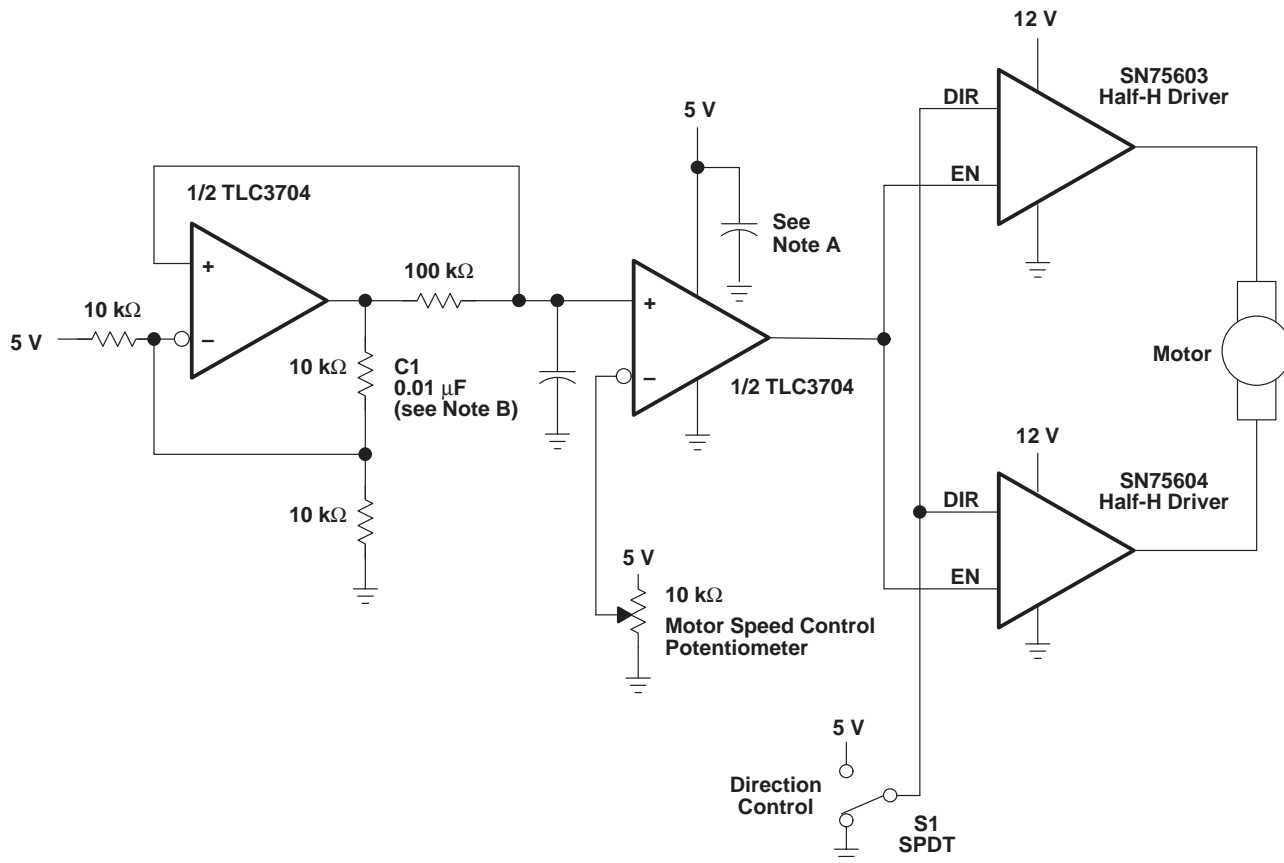 12 V
SN75603
Half-H Driver
DIR
EN
5 V
See
Note A
1/2 TLC3704
+
−
100 kΩ
10 kΩ
5 V
10 kΩ
C1
0.01 μF
(see Note B)
10 kΩ
+
−
1/2 TLC3704
5 V
10 kΩ
Motor Speed Control
Potentiometer
Motor
12 V
SN75604
Half-H Driver
DIR
EN
5 V
Direction
Control
S1
SPDT